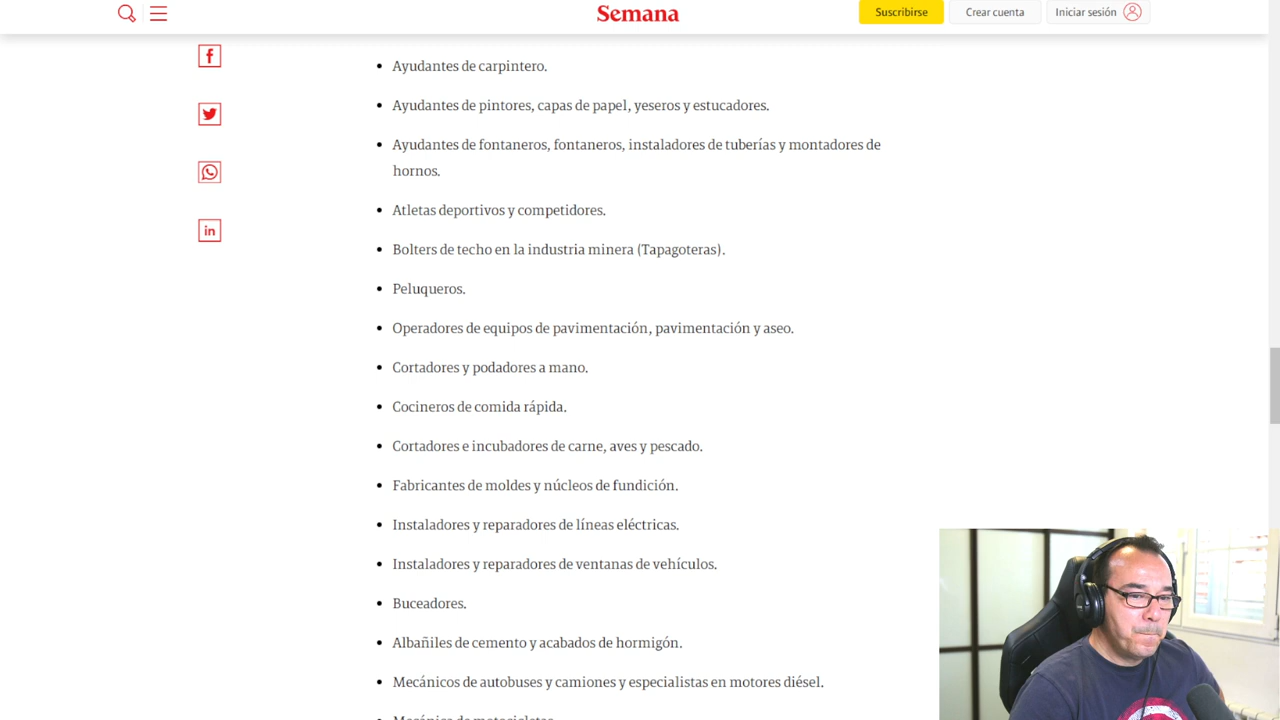 Semana
Suscribirse
Crear cuenta
Iniciar sesión
Ayudantes de carpintero.
Ayudantes de pintores, capas de papel, yeseros y estucadores.
Ayudantes de fontaneros, fontaneros, instaladores de tuberías y montadores de
hornos.
Atletas deportivos y competidores.
Bolters de techo en la industria minera (Tapagoteras).
Peluqueros.
Operadores de equipos de pavimentación, pavimentación y aseo.
Cortadores y podadores a mano.
Cocineros de comida rápida.
Cortadores e incubadores de carne, aves y pescado.
Fabricantes de moldes y núcleos de fundición.
Instaladores y reparadores de líneas eléctricas.
Instaladores y reparadores de ventanas de vehículos.
Buceadores.
Albañiles de cemento y acabados de hormigón.
Mecánicos de autobuses y camiones y especialistas en motores diésel.